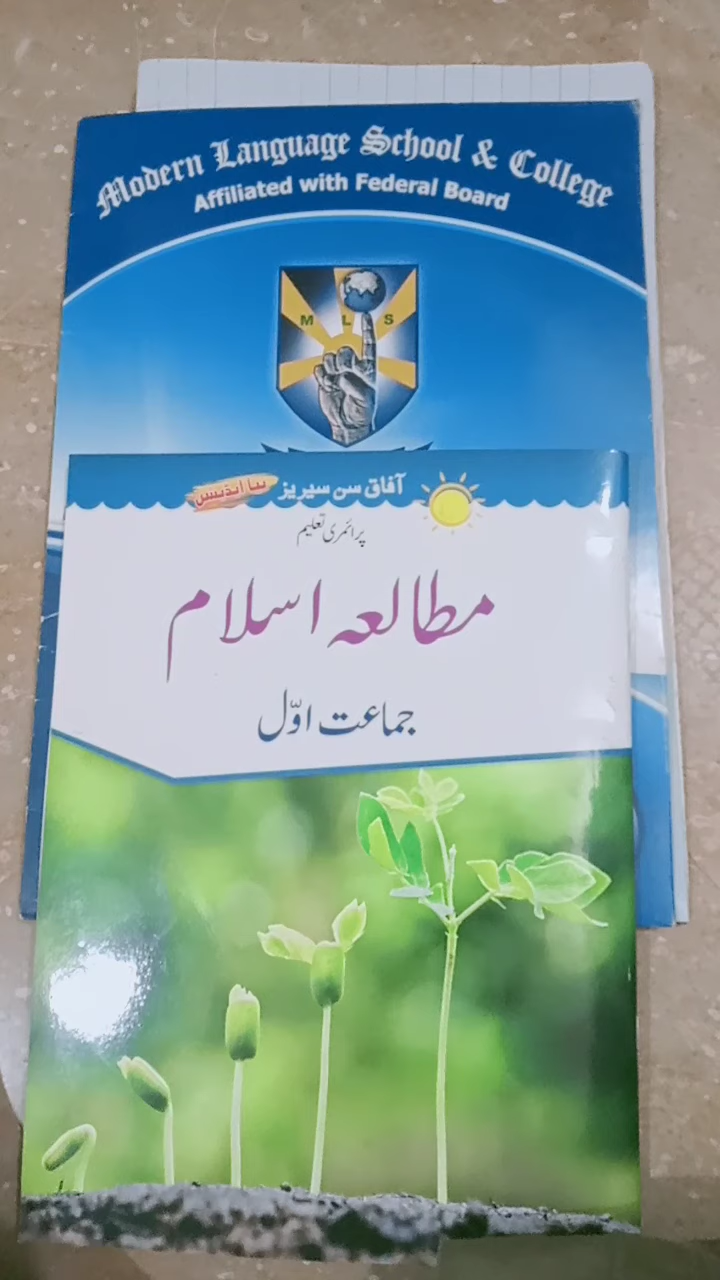 Modern Language School & College
Affiliated with Federal Board
M L S
آفاق سن سیریز نیا ایڈیشن
پرائمری تعلیم
مطالعہ اسلام
جماعت اوّل